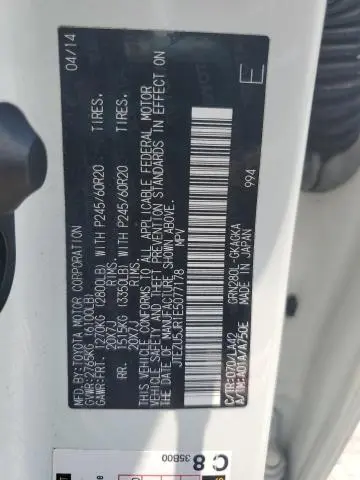 MFD.BY:TOYOTA MOTOR CORPORATION 04/14
GVWR:2765KG(6100LB)
GAWR:FRT. 1270KG (2800LB) WITH P245/60R20 TIRES.
20X7J RIMS.
RR. 1515KG (3350LB) WITH P245/60R20 TIRES.
20X7J RIMS.
THIS VEHICLE CONFORMS TO ALL APPLICABLE FEDERAL MOTOR
VEHICLE SAFETY AND THEFT PREVENTION STANDARDS IN
EFFECT ON THE DATE OF MANUFACTURE SHOWN ABOVE.
JTEZU5JR1E5077178
MPV
C/TR:070/LA42 GRN280L-GKAGKA 994 E
A/TM:A01A/A750E MADE IN JAPAN
C8
35B00